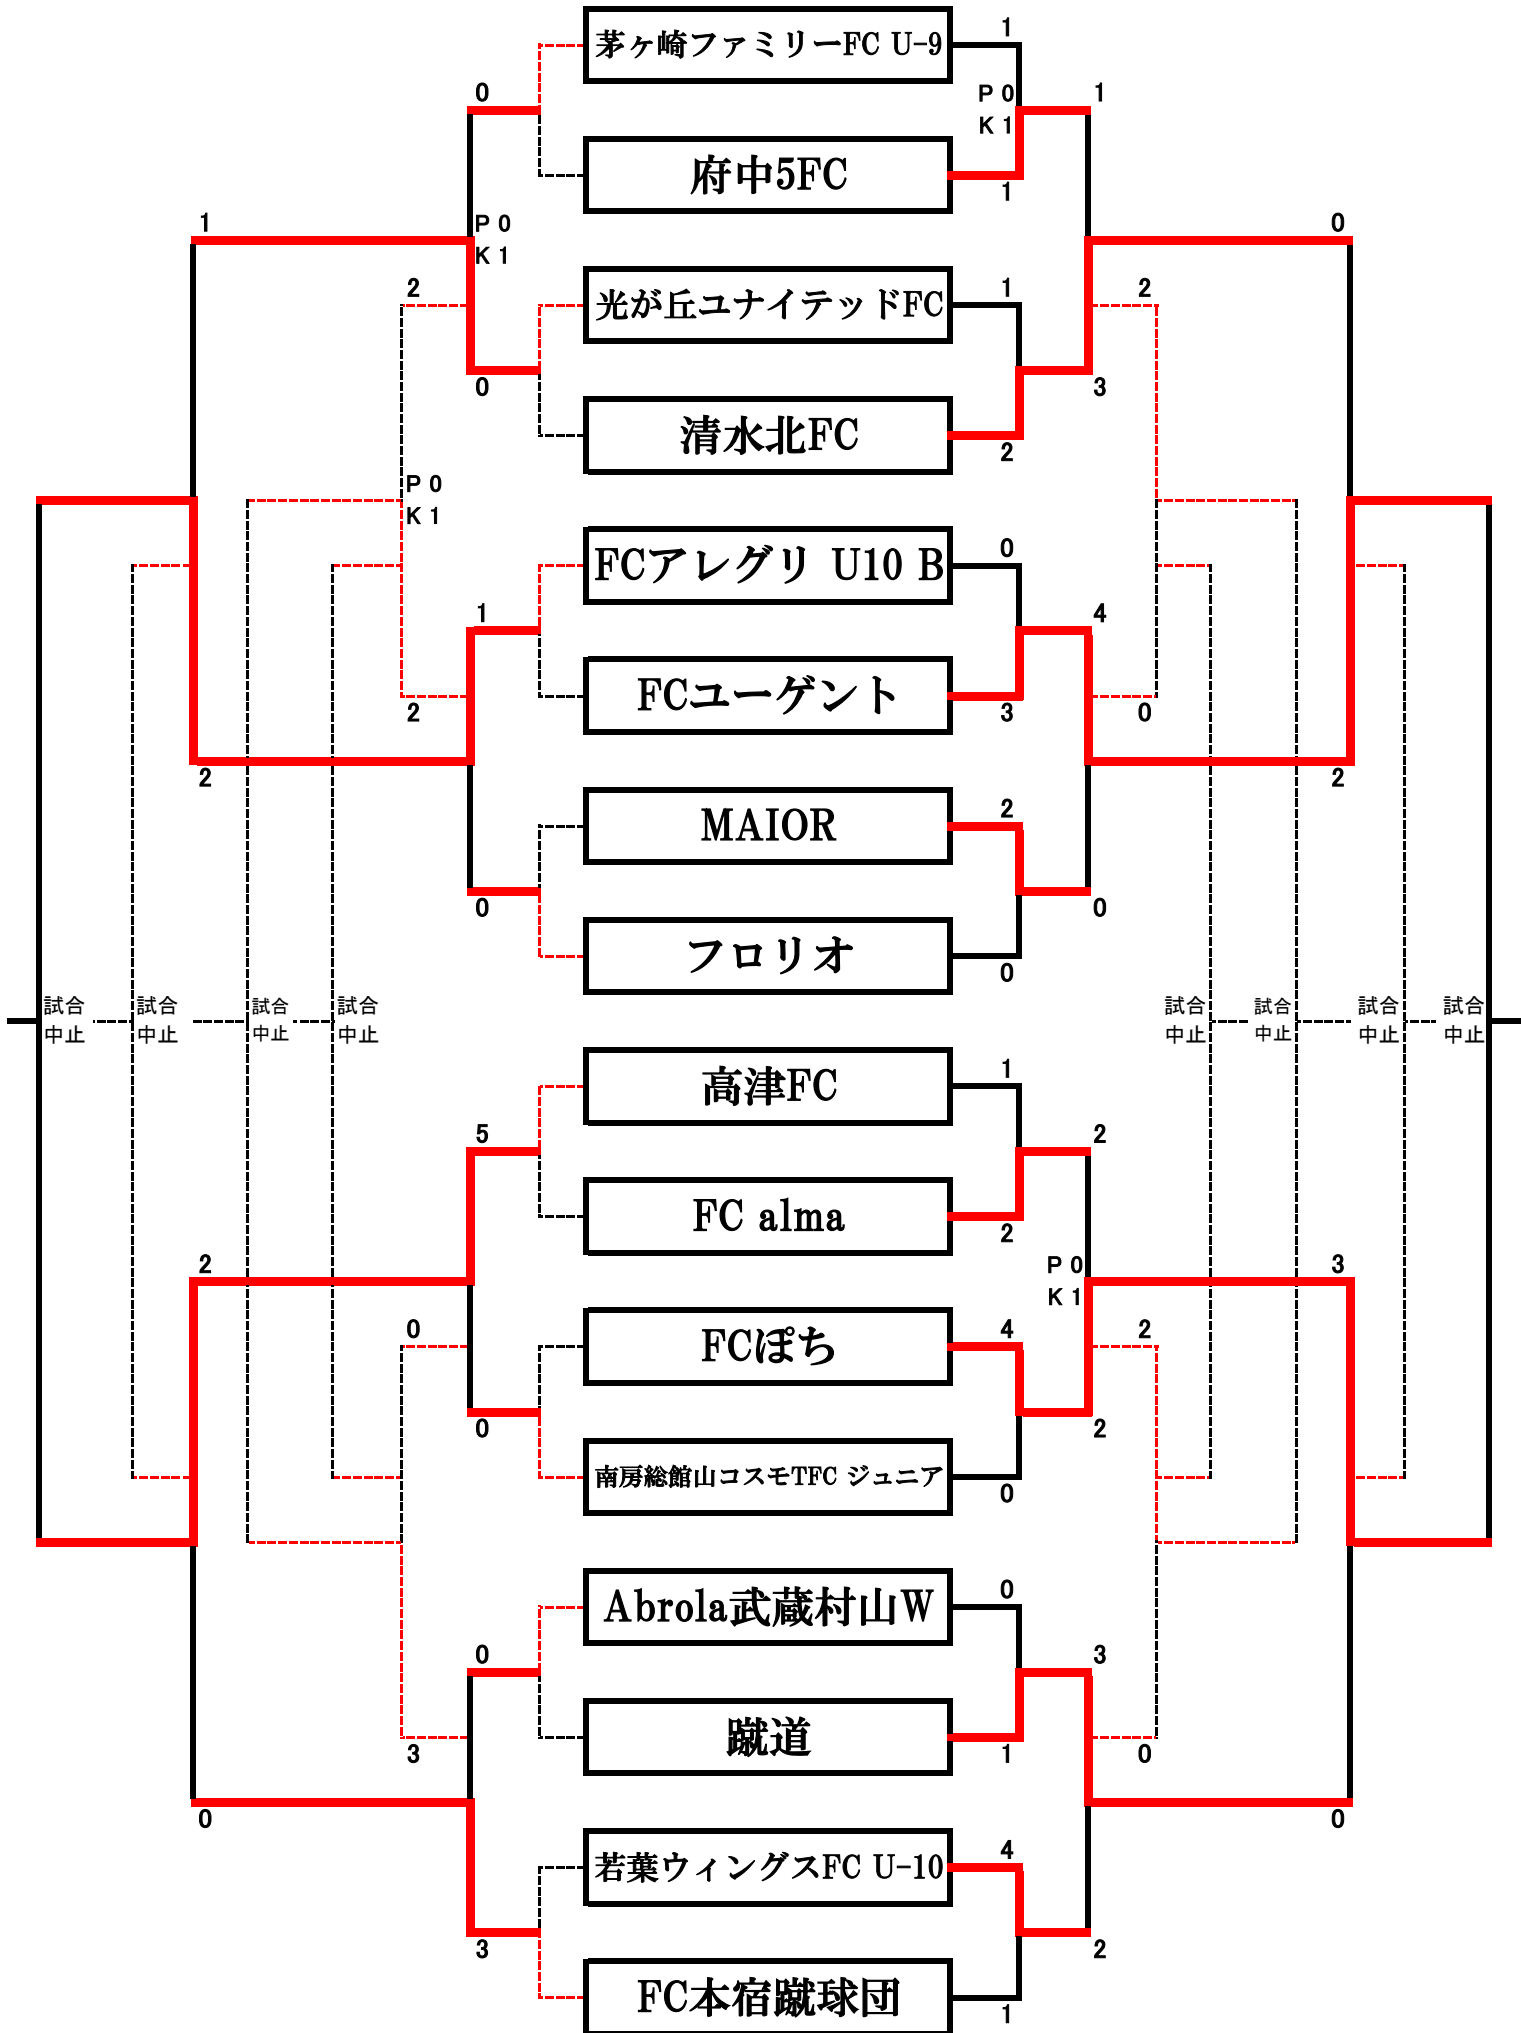 茅ヶ崎ファミリーFC U-9
1
0
P 0
K 1
1
府中5FC
1
1
P 0
K 1
0
2
光が丘ユナイテッドFC
1
2
0
3
清水北FC
2
P 0
K 1
FCアレグリ U10 B
0
1
4
FCユーゲント
2
3
0
2
2
MAIOR
2
0
0
フロリオ
0
試合
中止
試合
中止
試合
中止
試合
中止
試合
中止
試合
中止
試合
中止
試合
中止
高津FC
1
5
2
FC alma
2
2
P 0
K 1
3
0
FCぽち
4
2
0
2
南房総館山コスモTFC ジュニア
0
Abrola武蔵村山W
0
0
3
蹴道
3
1
0
0
0
若葉ウィングスFC U-10
4
3
2
FC本宿蹴球団
1